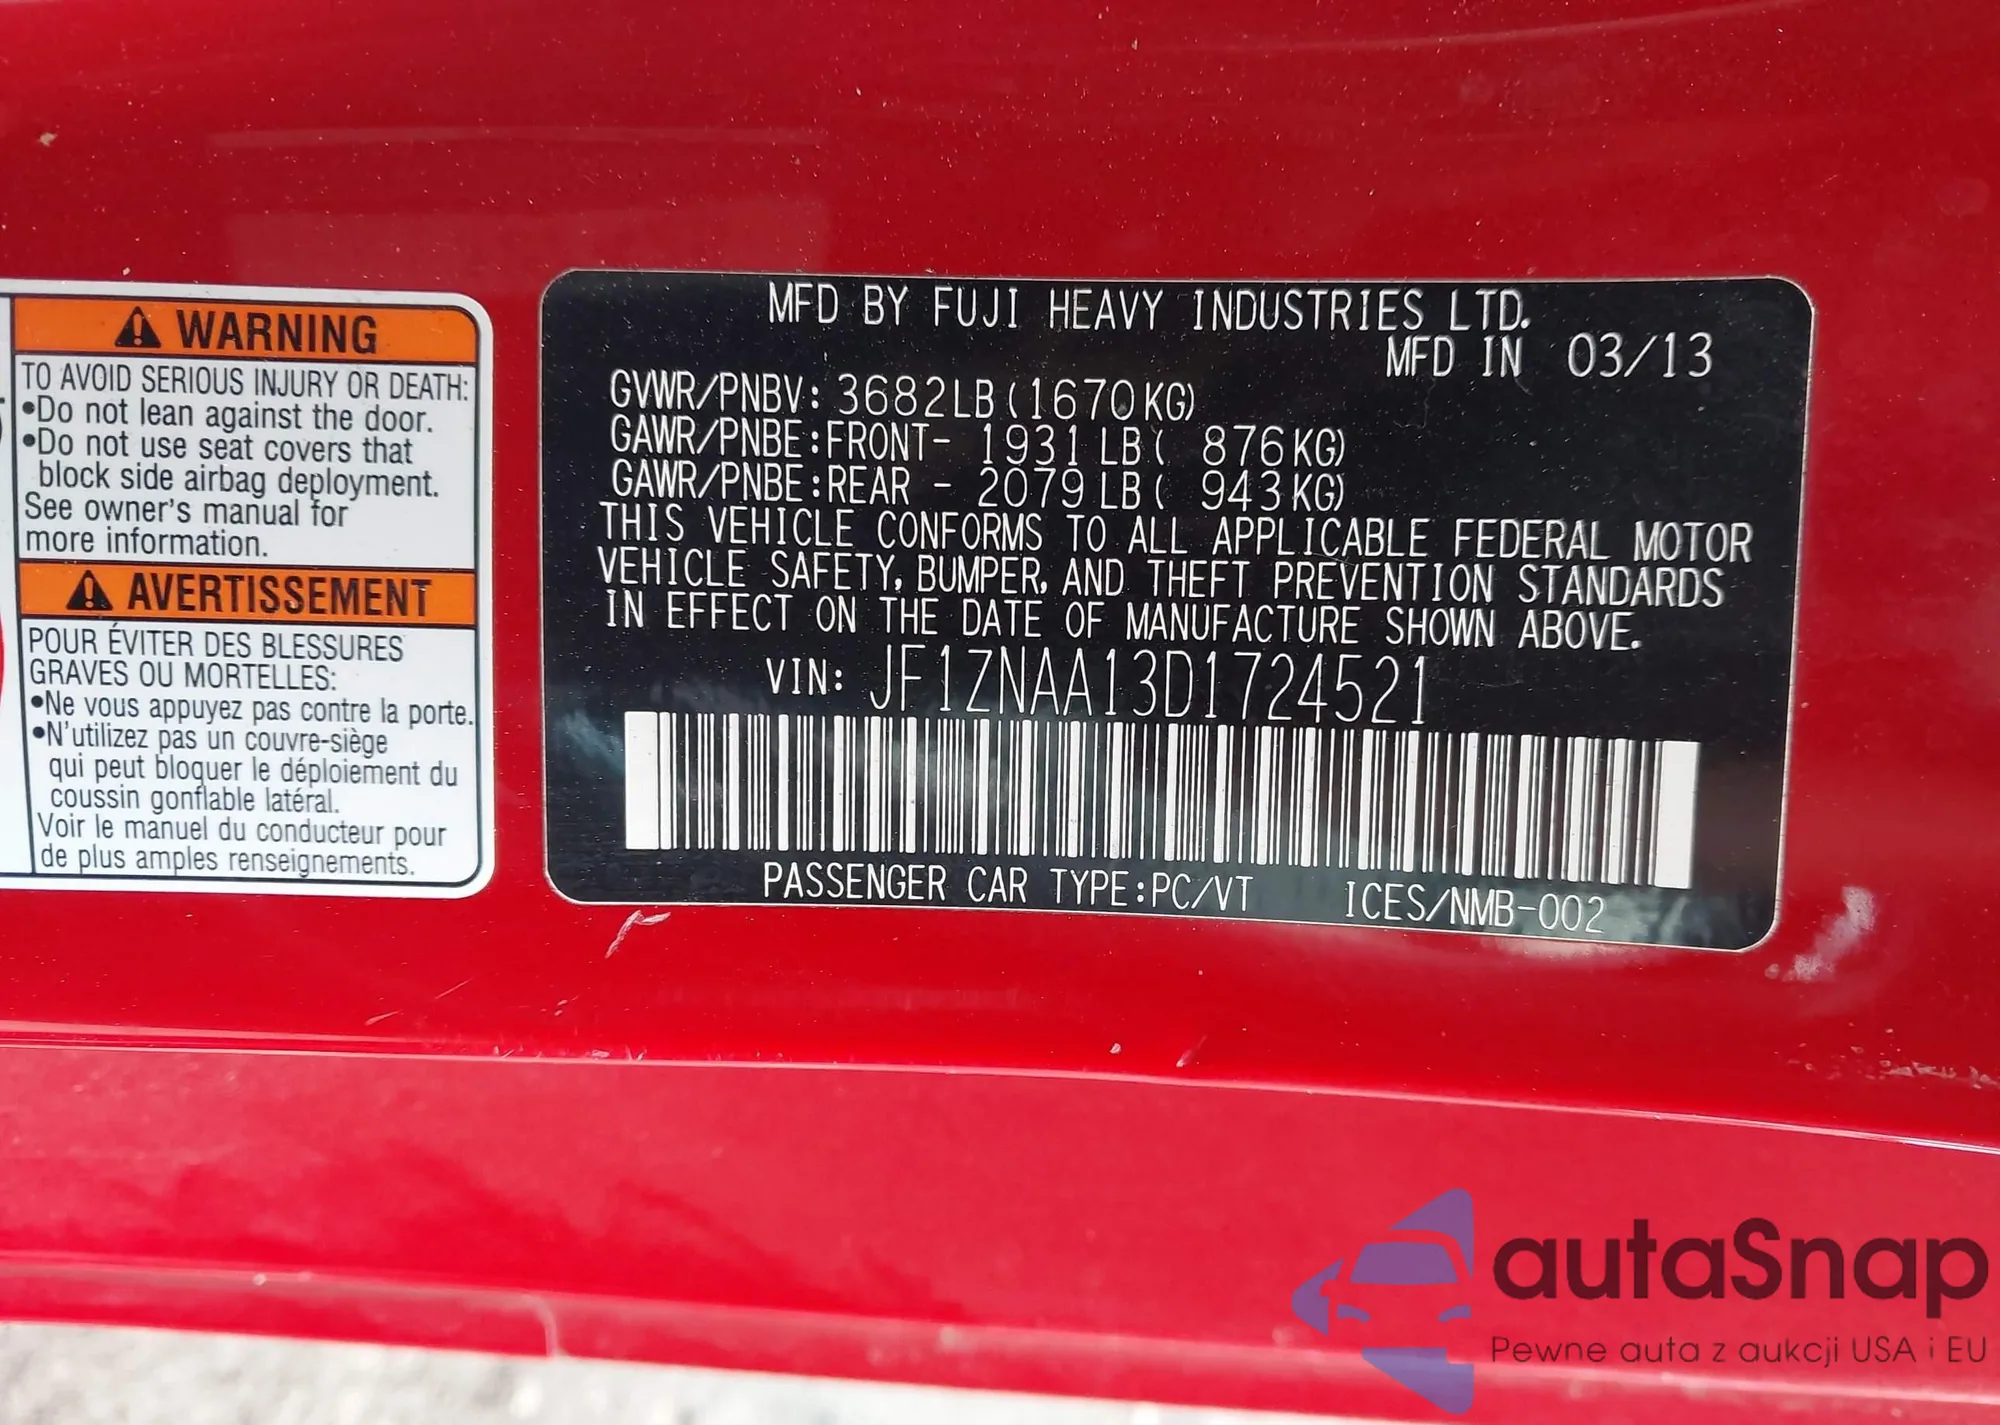 WARNING
TO AVOID SERIOUS INJURY OR DEATH:
•Do not lean against the door.
•Do not use seat covers that
block side airbag deployment.
See owner's manual for
more information.
AVERTISSEMENT
POUR ÉVITER DES BLESSURES
GRAVES OU MORTELLES:
•Ne vous appuyez pas contre la porte.
•N'utilizez pas un couvre-siège
qui peut bloquer le déploiement du
coussin gonflable latéral.
Voir le manuel du conducteur pour
de plus amples renseignements.
MFD BY FUJI HEAVY INDUSTRIES LTD.
MFD IN 03/13
GVWR/PNBV: 3682LB(1670KG)
GAWR/PNBE:FRONT- 1931LB( 876KG)
GAWR/PNBE:REAR - 2079LB( 943KG)
THIS VEHICLE CONFORMS TO ALL APPLICABLE FEDERAL MOTOR
VEHICLE SAFETY, BUMPER, AND THEFT PREVENTION STANDARDS
IN EFFECT ON THE DATE OF MANUFACTURE SHOWN ABOVE.
VIN: JF1ZNAA13D1724521
PASSENGER CAR TYPE:PC/VT ICES/NMB-002
autaSnap
Pewne auta z aukcji USA i EU